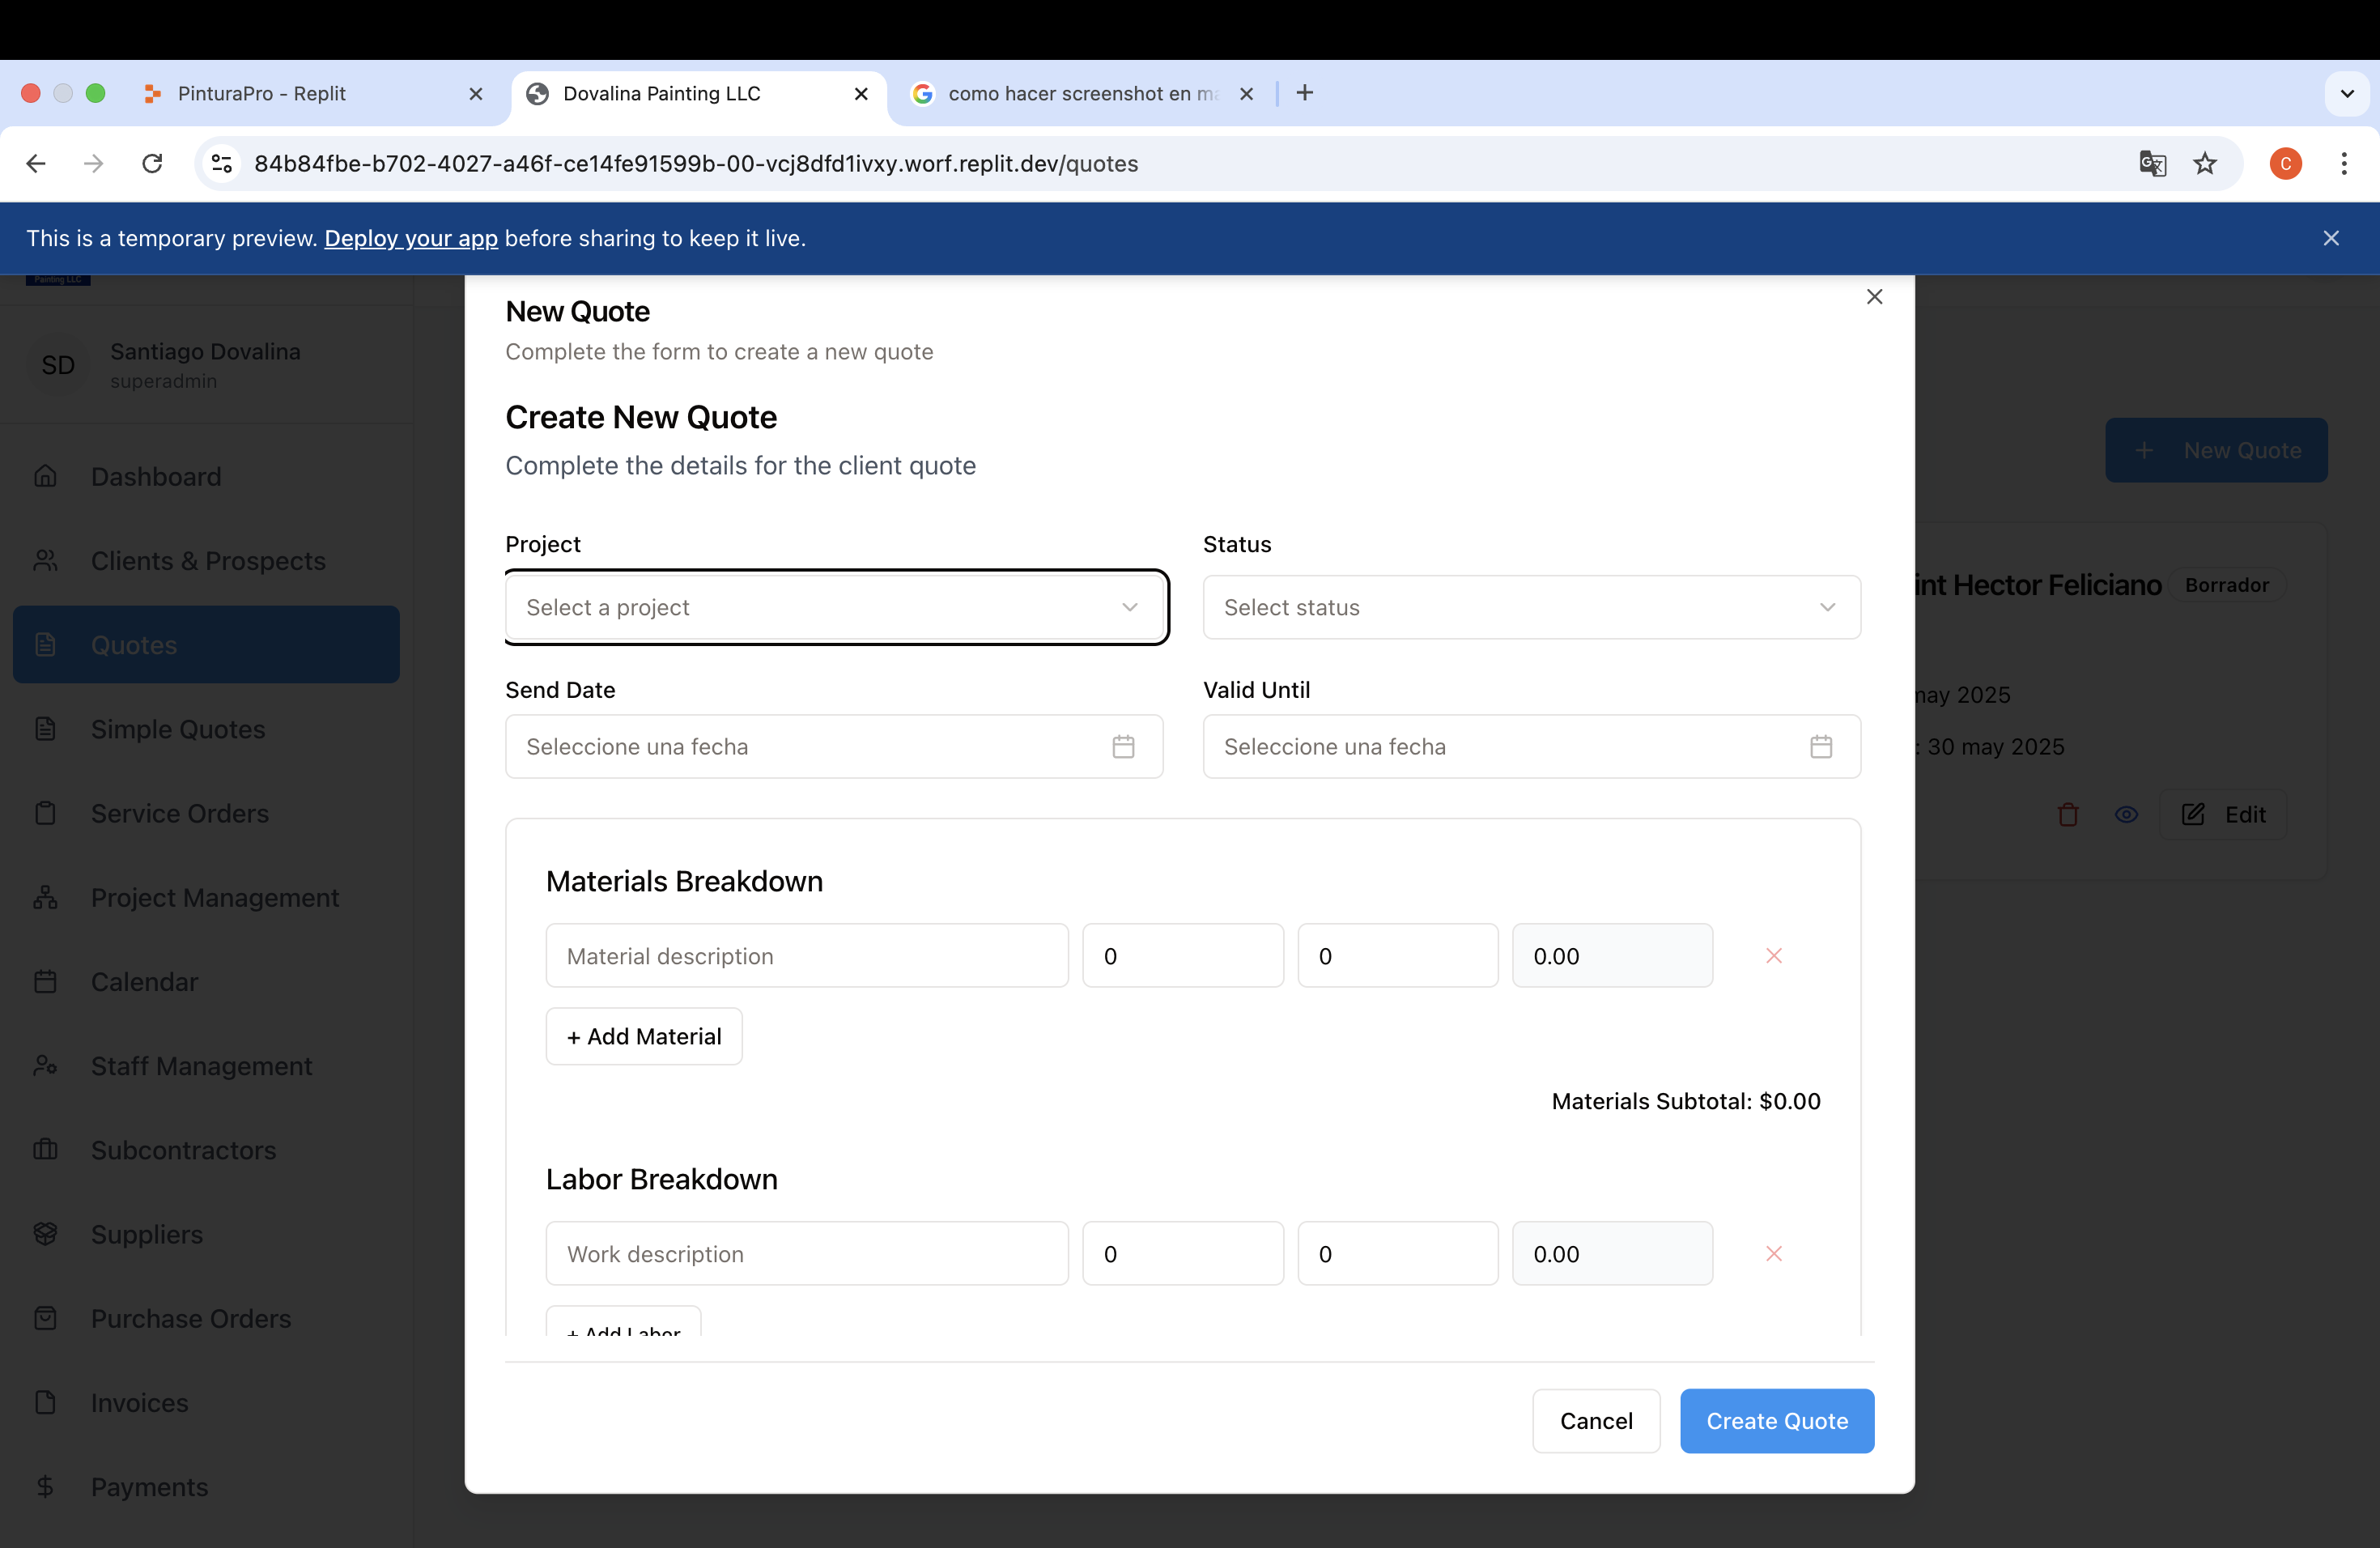 PinturaPro - Replit
Dovalina Painting LLC
como hacer screenshot en ma
84b84fbe-b702-4027-a46f-ce14fe91599b-00-vcj8dfd1ivxy.worf.replit.dev/quotes
C
This is a temporary preview. Deploy your app before sharing to keep it live.
Painting LLC
SD
Santiago Dovalina
superadmin
Dashboard
Clients & Prospects
Quotes
Simple Quotes
Service Orders
Project Management
Calendar
Staff Management
Subcontractors
Suppliers
Purchase Orders
Invoices
Payments
New Quote
Complete the form to create a new quote
Create New Quote
Complete the details for the client quote
Project
Status
Select a project
Select status
Send Date
Valid Until
Seleccione una fecha
Seleccione una fecha
Materials Breakdown
Material description
0
0
0.00
+ Add Material
Materials Subtotal: $0.00
Labor Breakdown
Work description
0
0
0.00
+ Add Labor
Cancel
Create Quote
+ New Quote
int Hector Feliciano
Borrador
may 2025
: 30 may 2025
Edit